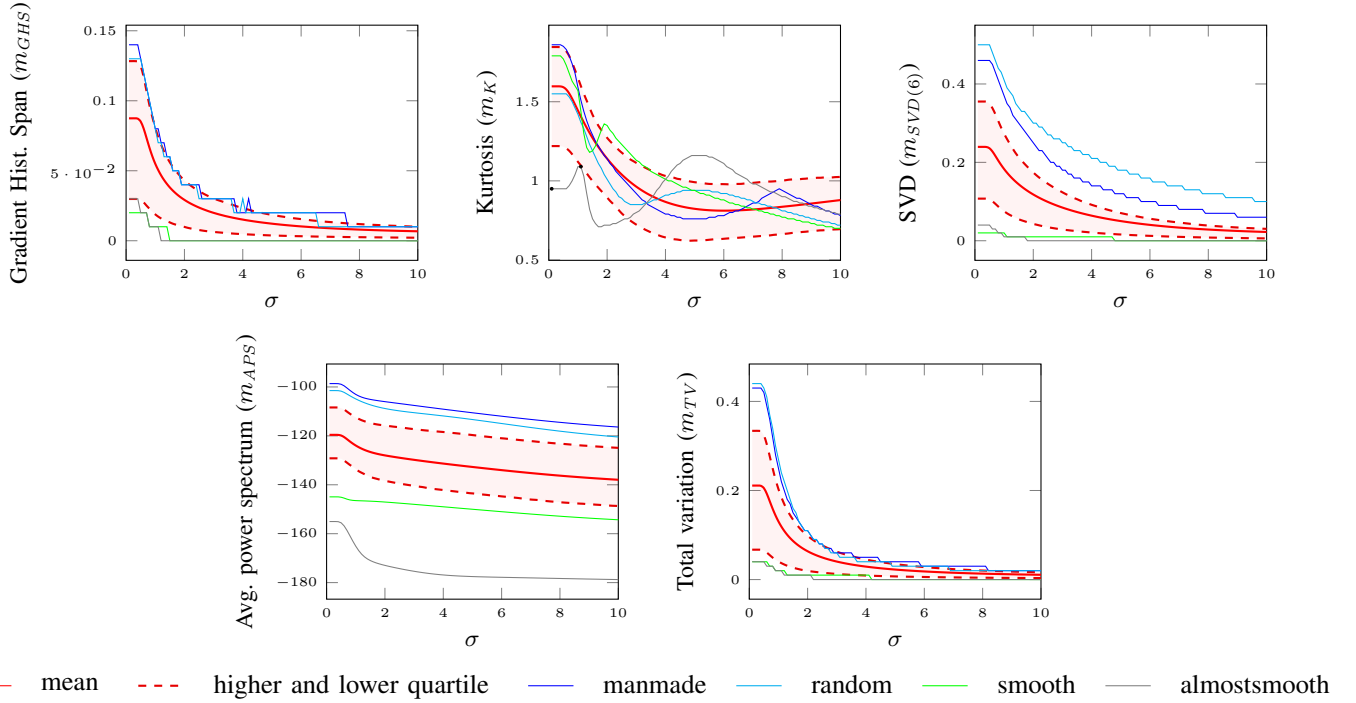 Gradient Hist. Span (m_GHS)
0.15
0.1
5 · 10^−2
0
0 2 4 6 8 10
σ
Kurtosis (m_K)
1.5
1
0.5
0 2 4 6 8 10
σ
SVD (m_SVD(6))
0.4
0.2
0
0 2 4 6 8 10
σ
Avg. power spectrum (m_APS)
−100
−120
−140
−160
−180
0 2 4 6 8 10
σ
Total variation (m_TV)
0.4
0.2
0
0 2 4 6 8 10
σ
mean higher and lower quartile manmade random smooth almostsmooth